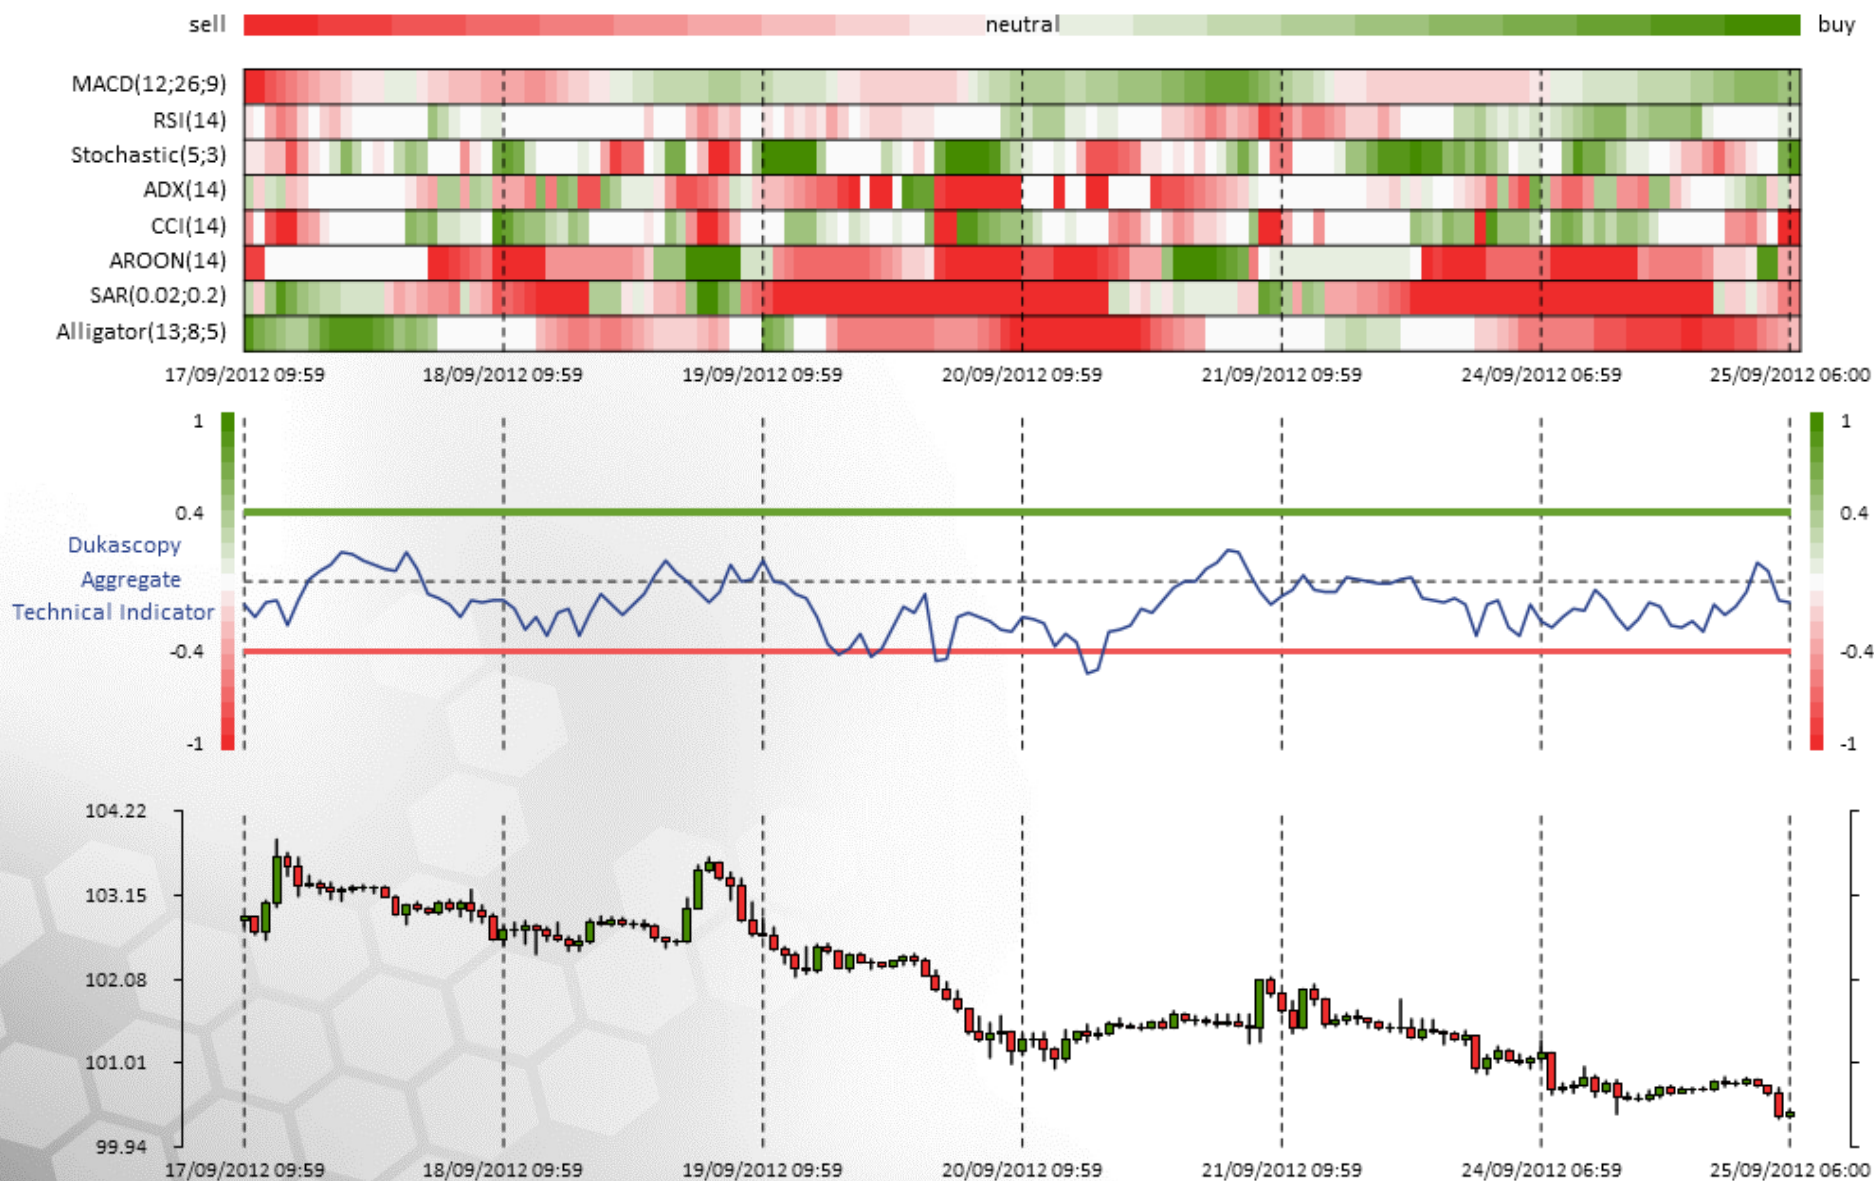 sell neutral buy
MACD(12;26;9)
RSI(14)
Stochastic(5;3)
ADX(14)
CCI(14)
AROON(14)
SAR(0.02;0.2)
Alligator(13;8;5)
17/09/2012 09:59 18/09/2012 09:59 19/09/2012 09:59 20/09/2012 09:59 21/09/2012 09:59 24/09/2012 06:59 25/09/2012 06:00
1 1
0.4 0.4
Dukascopy
Aggregate
Technical Indicator
-0.4 -0.4
-1 -1
104.22
103.15
102.08
101.01
99.94
17/09/2012 09:59 18/09/2012 09:59 19/09/2012 09:59 20/09/2012 09:59 21/09/2012 09:59 24/09/2012 06:59 25/09/2012 06:00